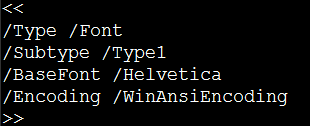 <<
/Type /Font
/Subtype /Type1
/BaseFont /Helvetica
/Encoding /WinAnsiEncoding
>>